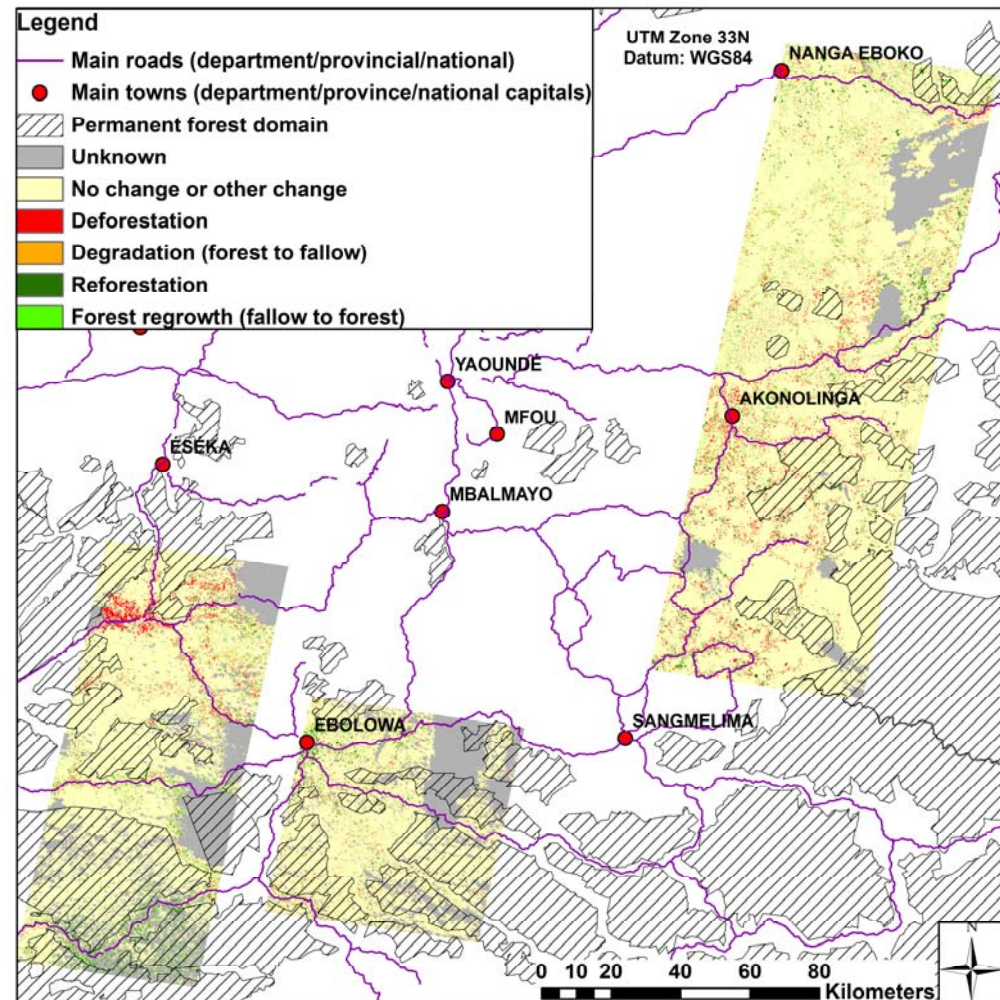 Legend
Main roads (department/provincial/national)
Main towns (department/province/national capitals)
Permanent forest domain
Unknown
No change or other change
Deforestation
Degradation (forest to fallow)
Reforestation
Forest regrowth (fallow to forest)
UTM Zone 33N
Datum: WGS84
NANGA EBOKO
YAOUNDÉ
MFOU
AKONOLINGA
ÉSÉKA
MBALMAYO
EBOLOWA
SANGMELIMA
N
0 10 20 40 60 80
Kilometers